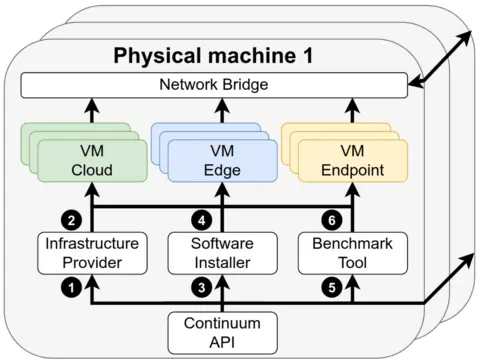 Physical machine 1
Network Bridge
VM
Cloud
VM
Edge
VM
Endpoint
2
4
6
Infrastructure
Provider
Software
Installer
Benchmark
Tool
1
3
5
Continuum
API